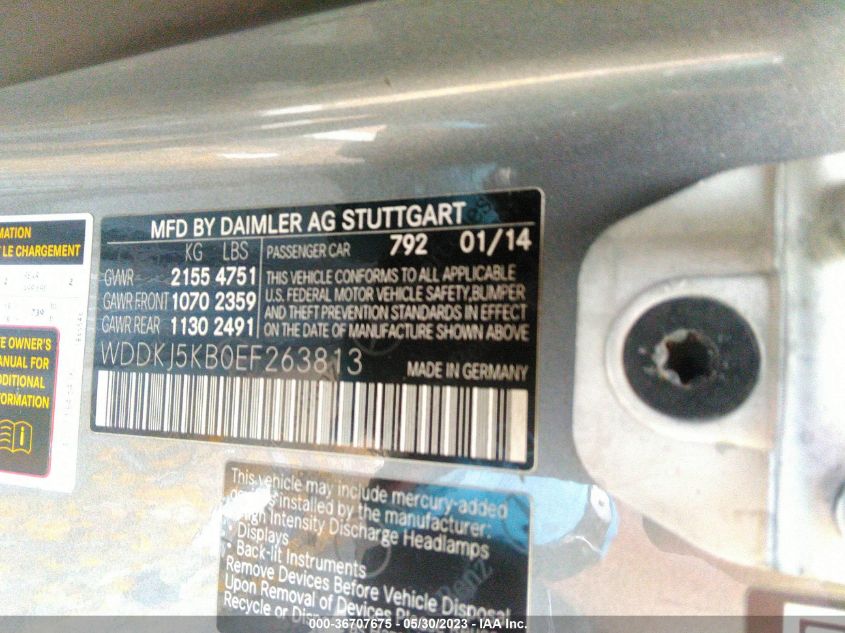 MFD BY DAIMLER AG STUTTGART
KG LBS
GVWR 2155 4751
GAWR FRONT 1070 2359
GAWR REAR 1130 2491
PASSENGER CAR 792 01/14
THIS VEHICLE CONFORMS TO ALL APPLICABLE
U.S. FEDERAL MOTOR VEHICLE SAFETY,BUMPER
AND THEFT PREVENTION STANDARDS IN EFFECT
ON THE DATE OF MANUFACTURE SHOWN ABOVE
WDDKJ5KB0EF263813
MADE IN GERMANY
MATION
LE CHARGEMENT
OWNER'S
MANUAL FOR
ADDITIONAL
This vehicle may include mercury-added
installed by the manufacturer:
Intensity Discharge Headlamps
• Displays
• Back-lit Instruments
Remove Devices Before Vehicle Disposal
Upon Removal of Devices Please Reuse,
Recycle or
000-36707675 - 05/30/2023 - IAA Inc.